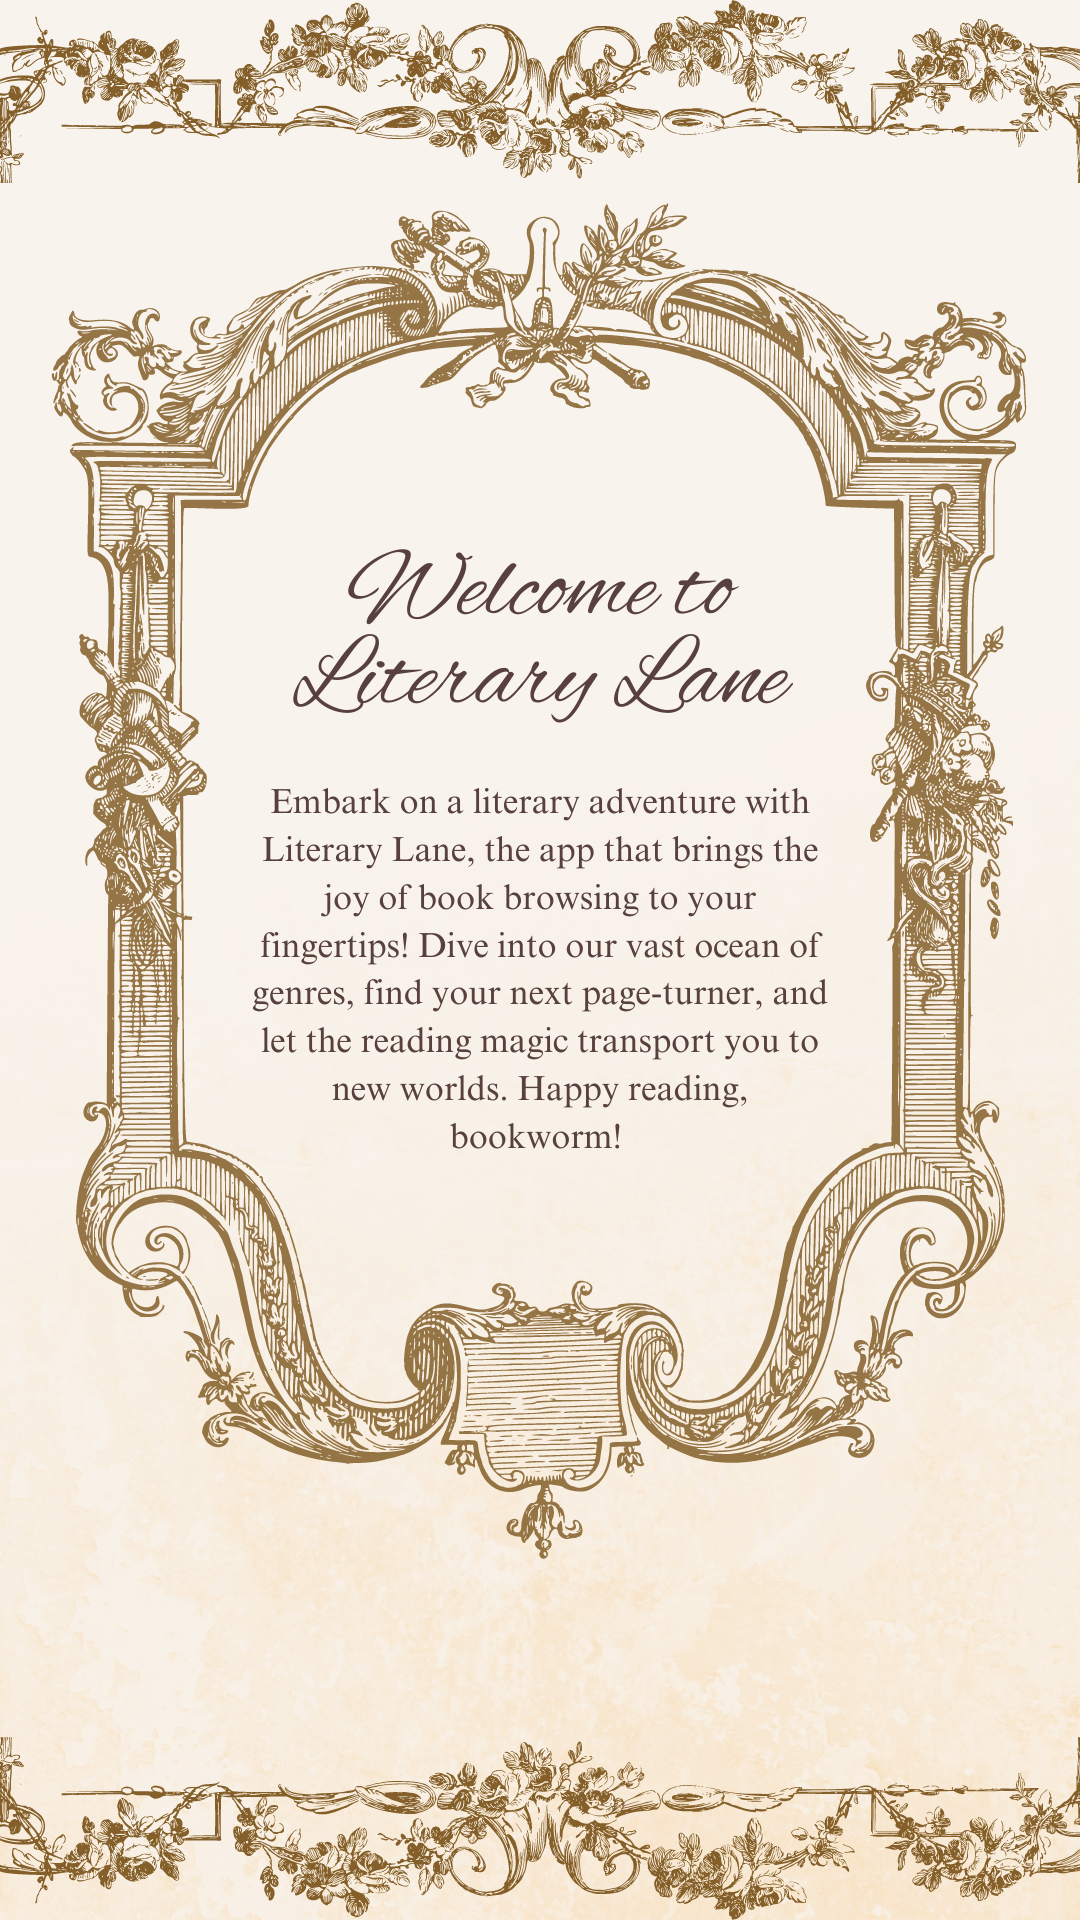 Welcome to
Literary Lane
Embark on a literary adventure with
Literary Lane, the app that brings the
joy of book browsing to your
fingertips! Dive into our vast ocean of
genres, find your next page-turner, and
let the reading magic transport you to
new worlds. Happy reading,
bookworm!